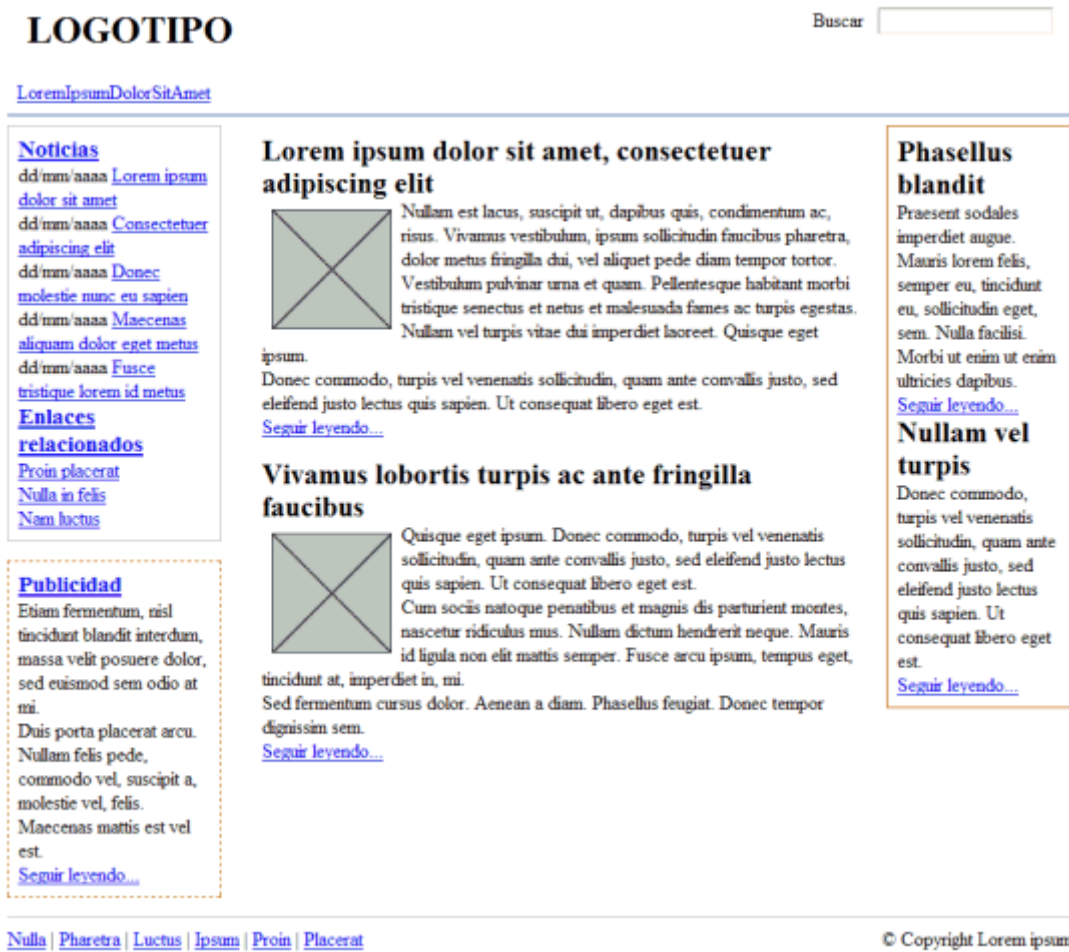 LOGOTIPO
Buscar
LoremIpsumDolorSitAmet
Noticias
dd/mm/aaaa Lorem ipsum
dolor sit amet
dd/mm/aaaa Consectetuer
adipiscing elit
dd/mm/aaaa Donec
molestie nunc eu sapien
dd/mm/aaaa Maecenas
aliquam dolor eget metus
dd/mm/aaaa Fusce
tristique lorem id metus
Enlaces
relacionados
Proin placerat
Nulla in felis
Nam luctus
Publicidad
Etiam fermentum, nisl
tincidunt blandit interdum,
massa velit posuere dolor,
sed euismod sem odio at
mi.
Duis porta placerat arcu.
Nullam felis pede,
commodo vel, suscipit a,
molestie vel, felis.
Maecenas mattis est vel
est.
Seguir leyendo...
Lorem ipsum dolor sit amet, consectetuer
adipiscing elit
Nullam est lacus, suscipit ut, dapibus quis, condimentum ac,
risus. Vivamus vestibulum, ipsum sollicitudin faucibus pharetra,
dolor metus fringilla dui, vel aliquet pede diam tempor tortor.
Vestibulum pulvinar urna et quam. Pellentesque habitant morbi
tristique senectus et netus et malesuada fames ac turpis egestas.
Nullam vel turpis vitae dui imperdiet laoreet. Quisque eget
ipsum.
Donec commodo, turpis vel venenatis sollicitudin, quam ante convallis justo, sed
eleifend justo lectus quis sapien. Ut consequat libero eget est.
Seguir leyendo...
Vivamus lobortis turpis ac ante fringilla
faucibus
Quisque eget ipsum. Donec commodo, turpis vel venenatis
sollicitudin, quam ante convallis justo, sed eleifend justo lectus
quis sapien. Ut consequat libero eget est.
Cum sociis natoque penatibus et magnis dis parturient montes,
nascetur ridiculus mus. Nullam dictum hendrerit neque. Mauris
id ligula non elit mattis semper. Fusce arcu ipsum, tempus eget,
tincidunt at, imperdiet in, mi.
Sed fermentum cursus dolor. Aenean a diam. Phasellus feugiat. Donec tempor
dignissim sem.
Seguir leyendo...
Phasellus
blandit
Praesent sodales
imperdiet augue.
Mauris lorem felis,
semper eu, tincidunt
eu, sollicitudin eget,
sem. Nulla facilisi.
Morbi ut enim ut enim
ultricies dapibus.
Seguir leyendo...
Nullam vel
turpis
Donec commodo,
turpis vel venenatis
sollicitudin, quam ante
convallis justo, sed
eleifend justo lectus
quis sapien. Ut
consequat libero eget
est.
Seguir leyendo...
Nulla | Pharetra | Luctus | Ipsum | Proin | Placerat
© Copyright Lorem ipsum